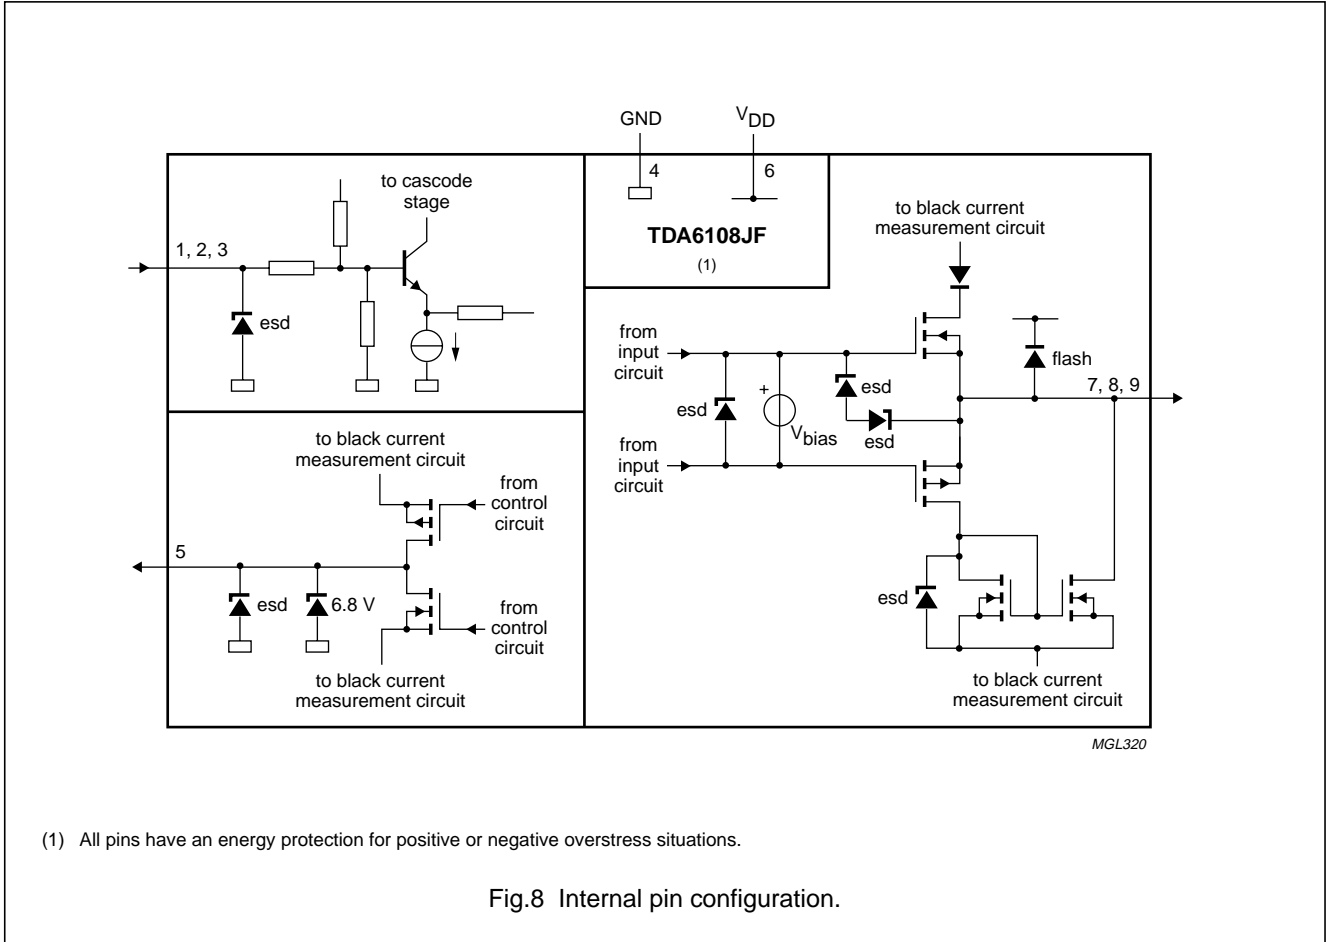 GND
VDD
4
6
TDA6108JF
(1)
to cascode
stage
1, 2, 3
esd
to black current
measurement circuit
from
input
circuit
flash
7, 8, 9
esd
esd
+
Vbias
esd
from
input
circuit
esd
to black current
measurement circuit
to black current
measurement circuit
from
control
circuit
5
esd
6.8 V
from
control
circuit
to black current
measurement circuit
MGL320
(1) All pins have an energy protection for positive or negative overstress situations.
Fig.8 Internal pin configuration.